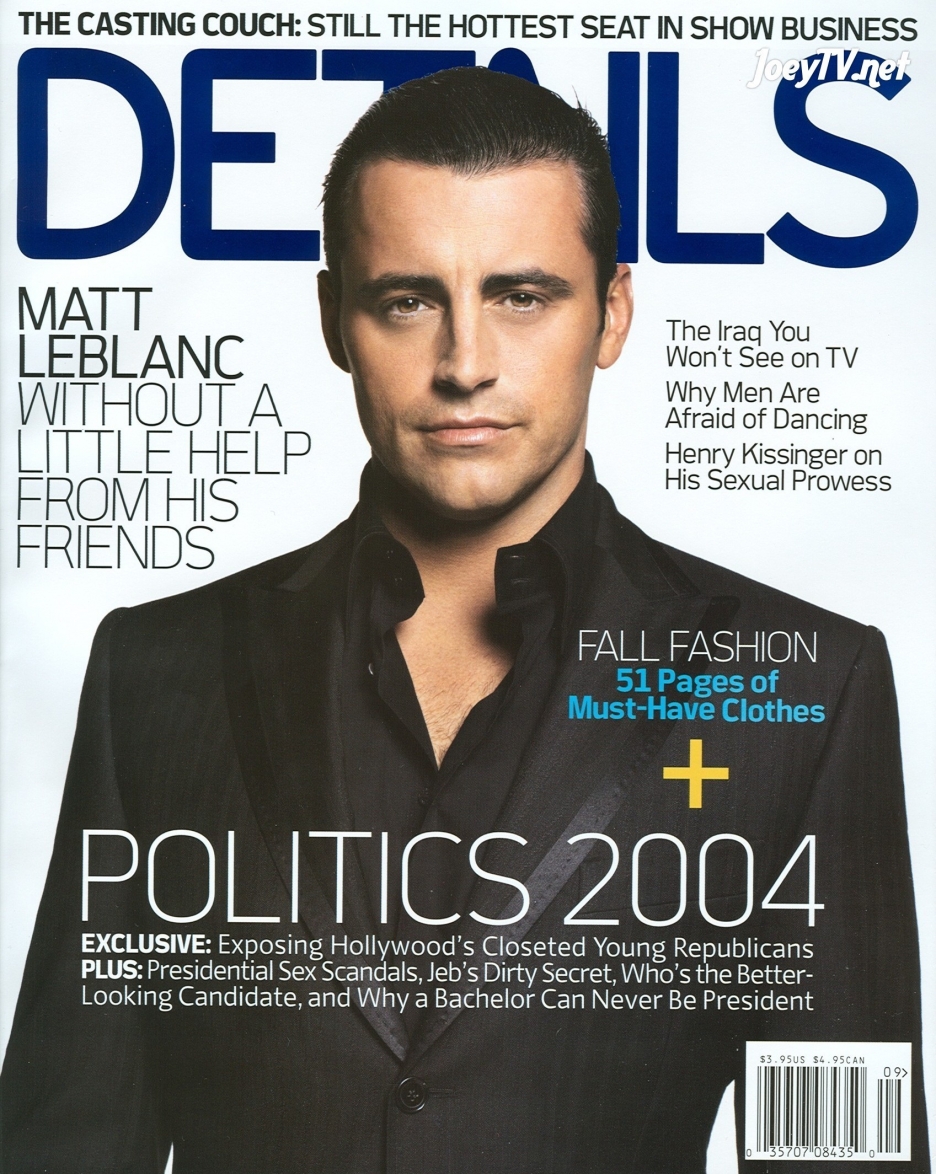 THE CASTING COUCH: STILL THE HOTTEST SEAT IN SHOW BUSINESS
DETAILS
JoeyTV.net
MATT
LEBLANC
WITHOUT A
LITTLE HELP
FROM HIS
FRIENDS
The Iraq You
Won't See on TV
Why Men Are
Afraid of Dancing
Henry Kissinger on
His Sexual Prowess
FALL FASHION
51 Pages of
Must-Have Clothes
+
POLITICS 2004
EXCLUSIVE: Exposing Hollywood's Closeted Young Republicans
PLUS: Presidential Sex Scandals, Jeb's Dirty Secret, Who's the Better-
Looking Candidate, and Why a Bachelor Can Never Be President
$3.95US $4.95CAN
09>
0 35707 08435 0